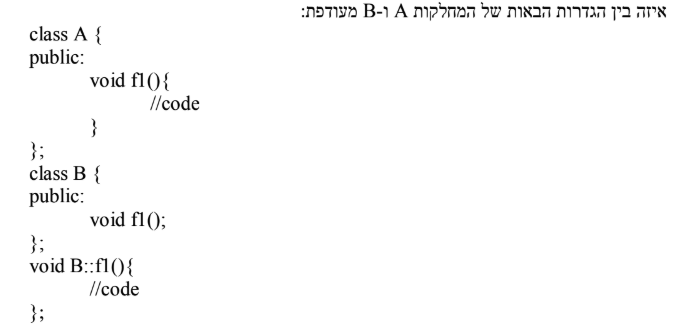 איזה בין הגדרות הבאות של המחלקות A ו-B מעודפת:
class A {
public:
void f1(){
//code
}
};
class B {
public:
void f1();
};
void B::f1(){
//code
};